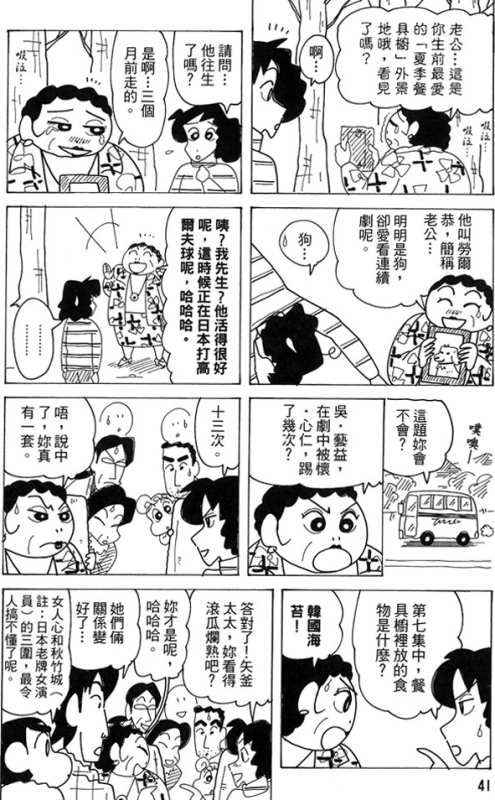 老公…這是
你生前最愛
的「夏季餐
具櫥」外景
地哦，看見
了嗎？
啜泣…
啜泣…
啊…
請問…
他往生
了嗎？
是啊…三個
月前走的。
啜泣…
他叫勞爾
恭，簡稱
老公…
明明是狗，
卻愛看連續
劇呢。
狗…
咦？我先生？他活得很好
呢，這時候正在日本打高
爾夫球呢，哈哈哈。
…………
噗噗—
這題妳會
不會？
吳·藝益，
在劇中被懷
·心仁，踢
了幾次？
十三次。
唔，說中
了，妳真
有一套。
第七集中，餐
具櫥裡放的食
物是什麼？
韓國海
苔！
答對了！矢釜
太太，妳看得
滾瓜爛熟吧？
妳才是呢，
哈哈哈。
她們倆
關係變
好了…
女人心和秋竹城（
註：日本老牌女演
員）的三圍，最令
人搞不懂了呢。
41